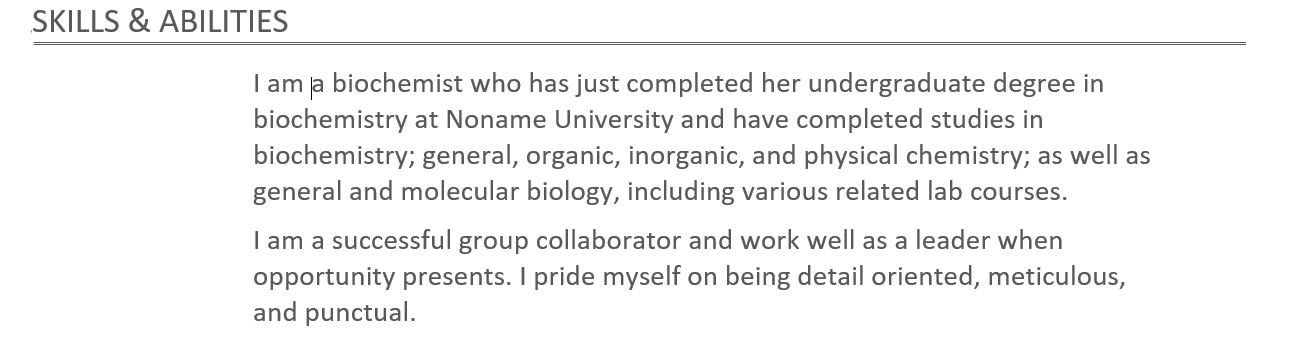 SKILLS & ABILITIES
I am a biochemist who has just completed her undergraduate degree in
biochemistry at Noname University and have completed studies in
biochemistry; general, organic, inorganic, and physical chemistry; as well as
general and molecular biology, including various related lab courses.
I am a successful group collaborator and work well as a leader when
opportunity presents. I pride myself on being detail oriented, meticulous,
and punctual.